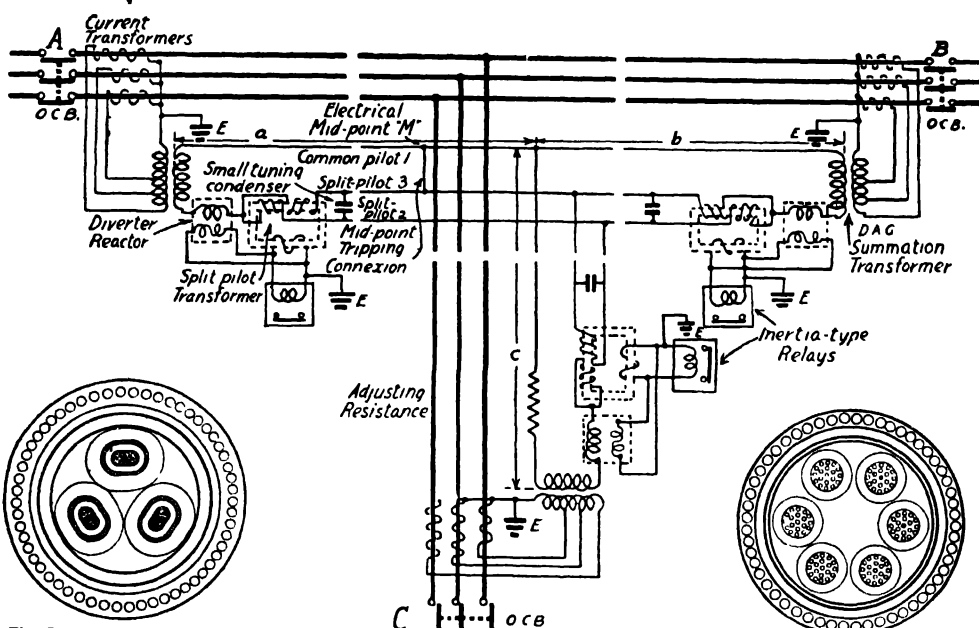 A
Current
Transformers
O C B.
E
a
Electrical
Mid-point "M"
b
B
O C B.
E
Common pilot 1
Small tuning
condenser
Split-pilot 3
Split-
pilot 2
Mid-point
Tripping
Connexion
Diverter
Reactor
Split pilot
Transformer
E
DAG
Summation
Transformer
E
E
Inertia-type
Relays
c
Adjusting
Resistance
E
C
O C B